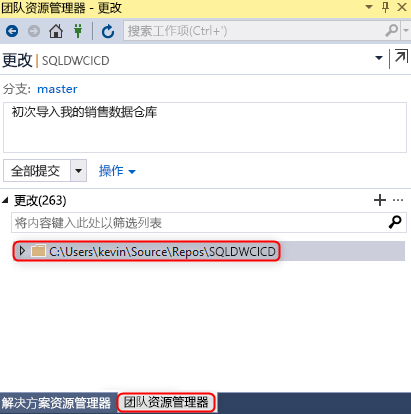 团队资源管理器 - 更改
搜索工作项(Ctrl+')
更改 | SQLDWCICD
分支: master
初次导入我的销售数据仓库
全部提交 操作
更改(263)
将内容键入此处以筛选列表
C:\Users\kevin\Source\Repos\SQLDWCICD
解决方案资源管理器 团队资源管理器